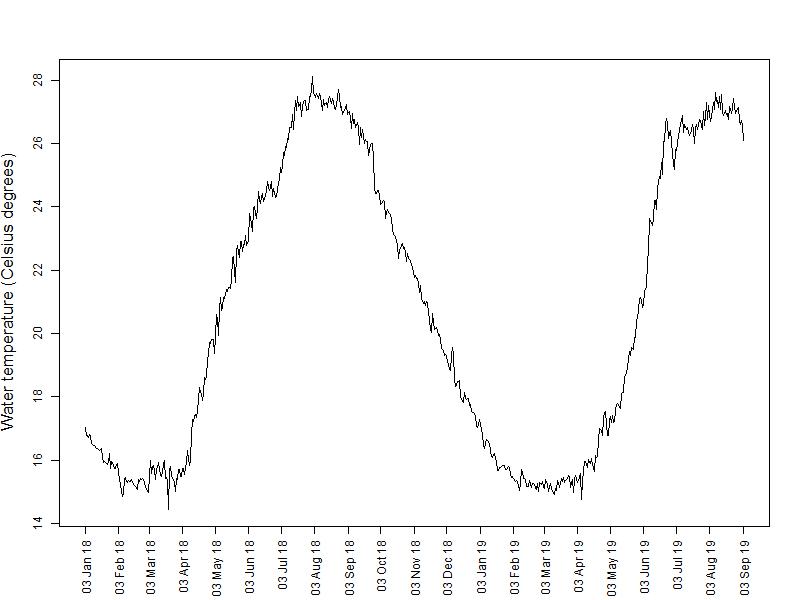 Water temperature (Celsius degrees)
28
26
24
22
20
18
16
14
03 Jan 18
03 Feb 18
03 Mar 18
03 Apr 18
03 May 18
03 Jun 18
03 Jul 18
03 Aug 18
03 Sep 18
03 Oct 18
03 Nov 18
03 Dec 18
03 Jan 19
03 Feb 19
03 Mar 19
03 Apr 19
03 May 19
03 Jun 19
03 Jul 19
03 Aug 19
03 Sep 19